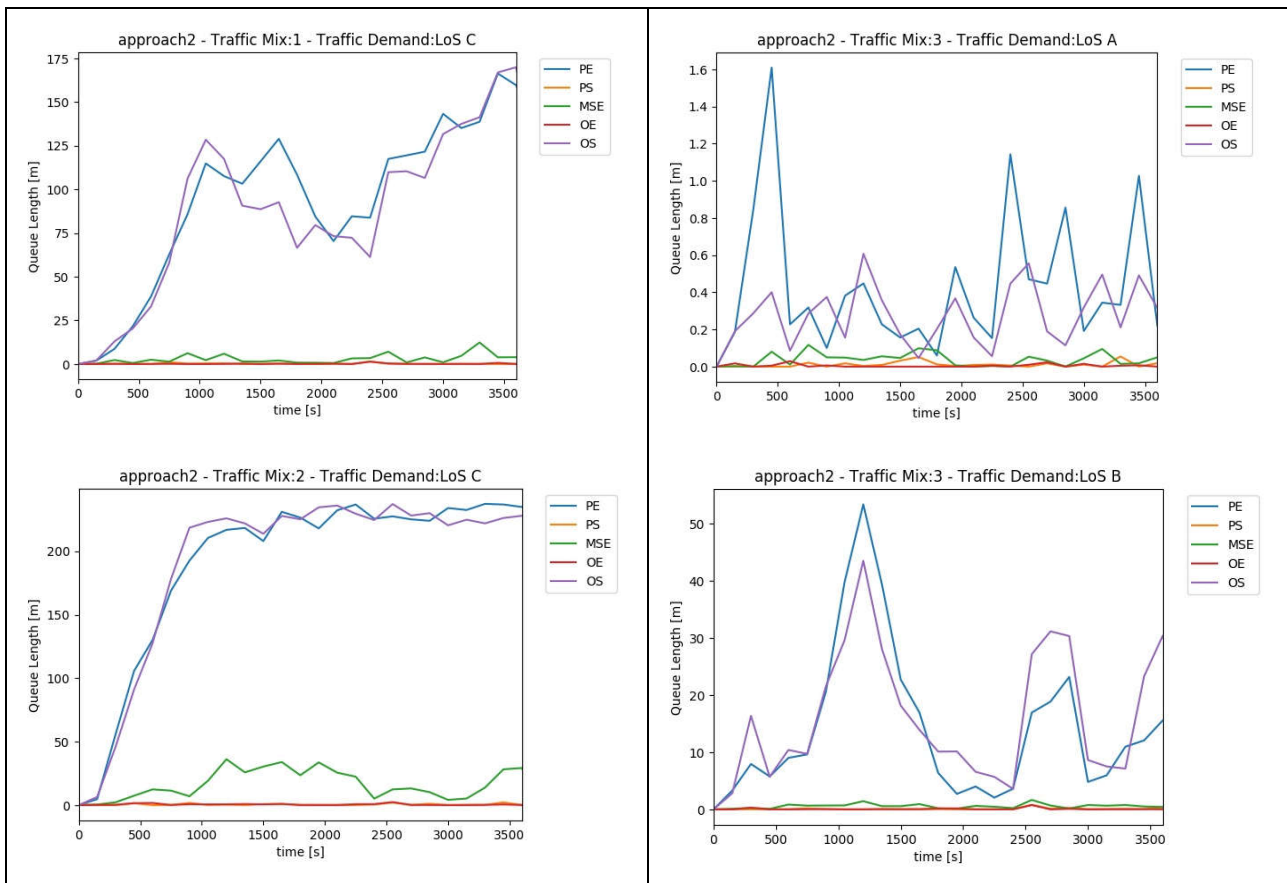 approach2 - Traffic Mix:1 - Traffic Demand:LoS C
175
150
125
100
75
50
25
0
Queue Length [m]
0 500 1000 1500 2000 2500 3000 3500
time [s]
PE
PS
MSE
OE
OS
approach2 - Traffic Mix:3 - Traffic Demand:LoS A
1.6
1.4
1.2
1.0
0.8
0.6
0.4
0.2
0.0
Queue Length [m]
0 500 1000 1500 2000 2500 3000 3500
time [s]
PE
PS
MSE
OE
OS
approach2 - Traffic Mix:2 - Traffic Demand:LoS C
200
150
100
50
0
Queue Length [m]
0 500 1000 1500 2000 2500 3000 3500
time [s]
PE
PS
MSE
OE
OS
approach2 - Traffic Mix:3 - Traffic Demand:LoS B
50
40
30
20
10
0
Queue Length [m]
0 500 1000 1500 2000 2500 3000 3500
time [s]
PE
PS
MSE
OE
OS